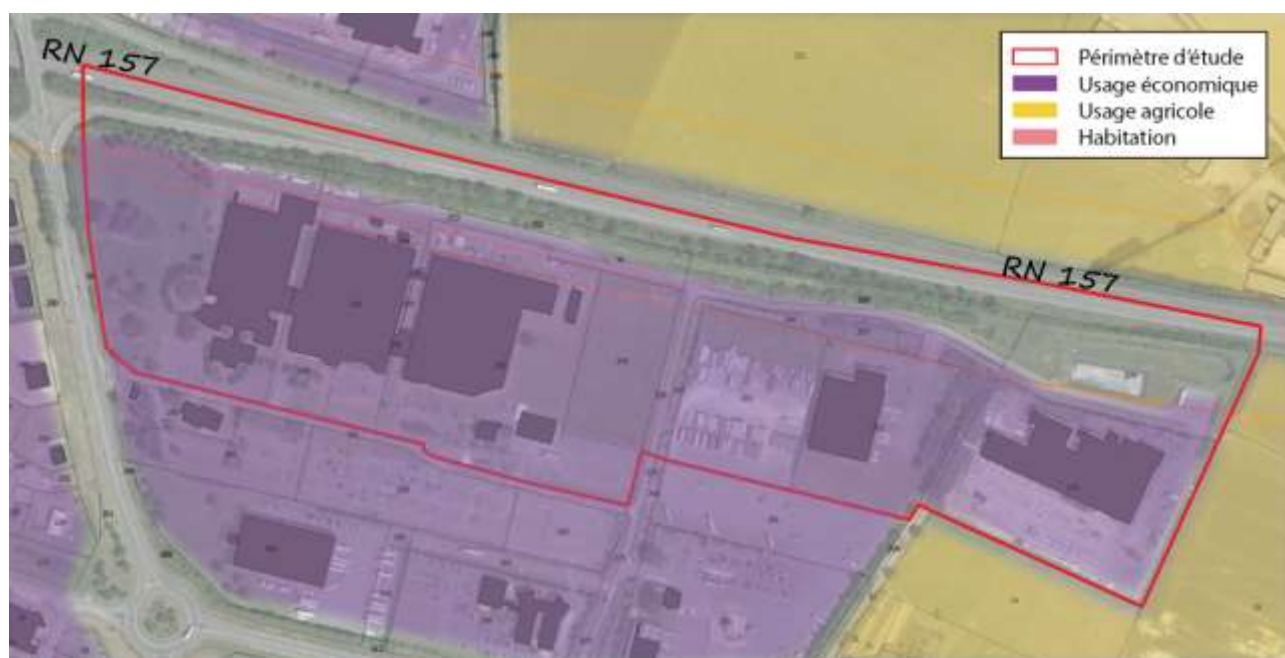 RN 157
Périmètre d'étude
Usage économique
Usage agricole
Habitation
RN 157